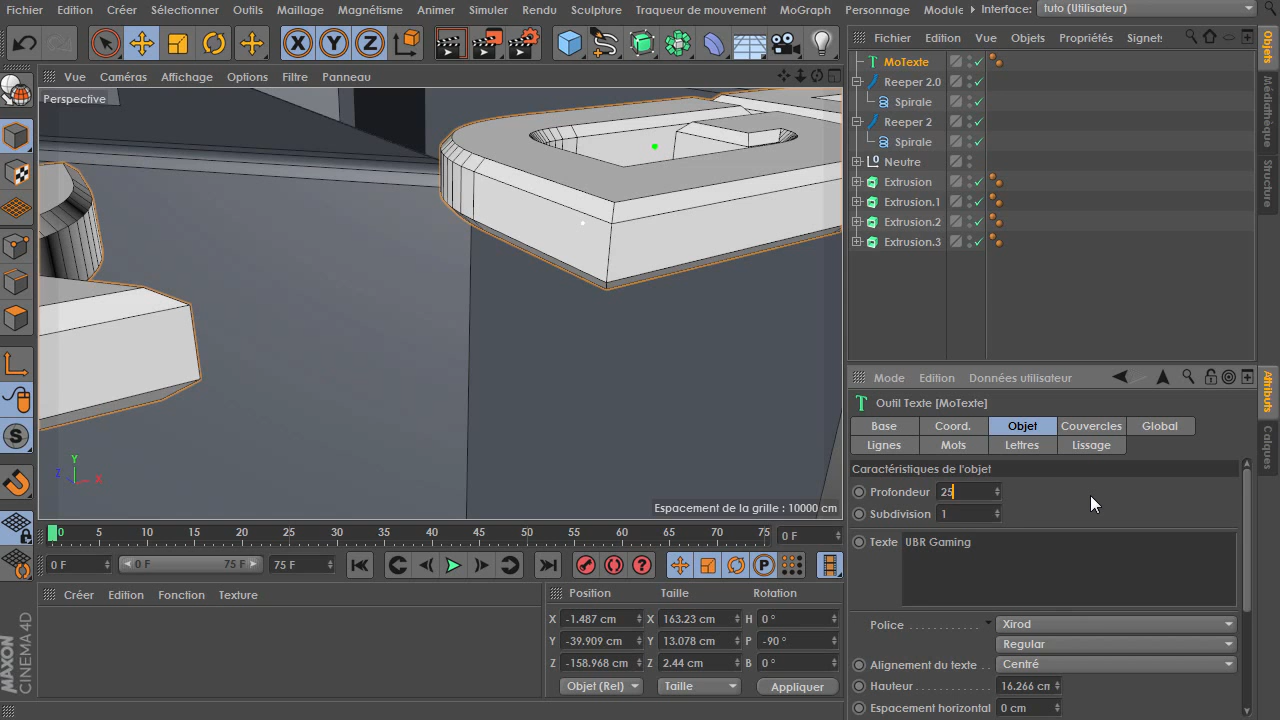 Fichier Edition Créer Sélectionner Outils Maillage Magnétisme Animer Simuler Rendu Sculpture Traqueur de mouvement MoGraph Personnage Module Interface: tuto (Utilisateur)
X Y Z
Vue Caméras Affichage Options Filtre Panneau
Fichier Edition Vue Objets Propriétés Signet
Perspective
MoTexte
Reeper 2.0
Spirale
Reeper 2
Spirale
Neutre
Extrusion
Extrusion.1
Extrusion.2
Extrusion.3
Objets
Médiathèque
Structure
Mode Edition Données utilisateur
Attributs
Calques
Outil Texte [MoTexte]
Base Coord. Objet Couvercles Global
Lignes Mots Lettres Lissage
Caractéristiques de l'objet
Profondeur 25
Subdivision 1
Texte UBR Gaming
Police Xirod
Regular
Alignement du texte Centré
Hauteur 16.266 cm
Espacement horizontal 0 cm
Y
Z X
Espacement de la grille : 10000 cm
0 5 10 15 20 25 30 35 40 45 50 55 60 65 70 75 0 F
0 F 0 F 75 F 75 F
Créer Edition Fonction Texture
Position Taille Rotation
X -1.487 cm X 163.23 cm H 0 °
Y -39.909 cm Y 13.078 cm P -90 °
Z -158.968 cm Z 2.44 cm B 0 °
Objet (Rel) Taille Appliquer
MAXON
CINEMA 4D